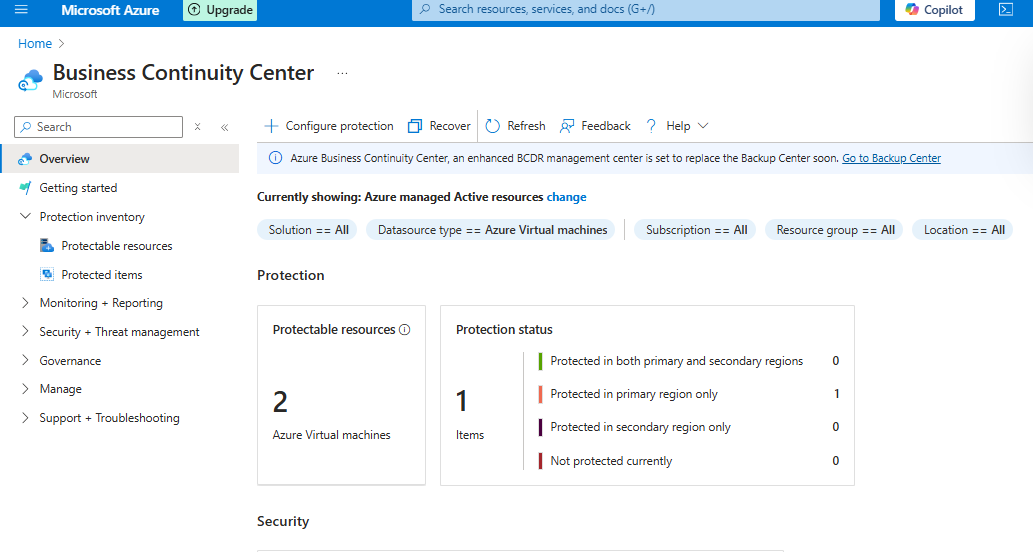 Microsoft Azure
Upgrade
Search resources, services, and docs (G+/)
Copilot
Home
Business Continuity Center ...
Microsoft
Search
Overview
Getting started
Protection inventory
Protectable resources
Protected items
Monitoring + Reporting
Security + Threat management
Governance
Manage
Support + Troubleshooting
Configure protection Recover Refresh Feedback Help
Azure Business Continuity Center, an enhanced BCDR management center is set to replace the Backup Center soon. Go to Backup Center
Currently showing: Azure managed Active resources change
Solution == All Datasource type == Azure Virtual machines Subscription == All Resource group == All Location == All
Protection
Protectable resources
2
Azure Virtual machines
Protection status
1
Items
Protected in both primary and secondary regions 0
Protected in primary region only 1
Protected in secondary region only 0
Not protected currently 0
Security